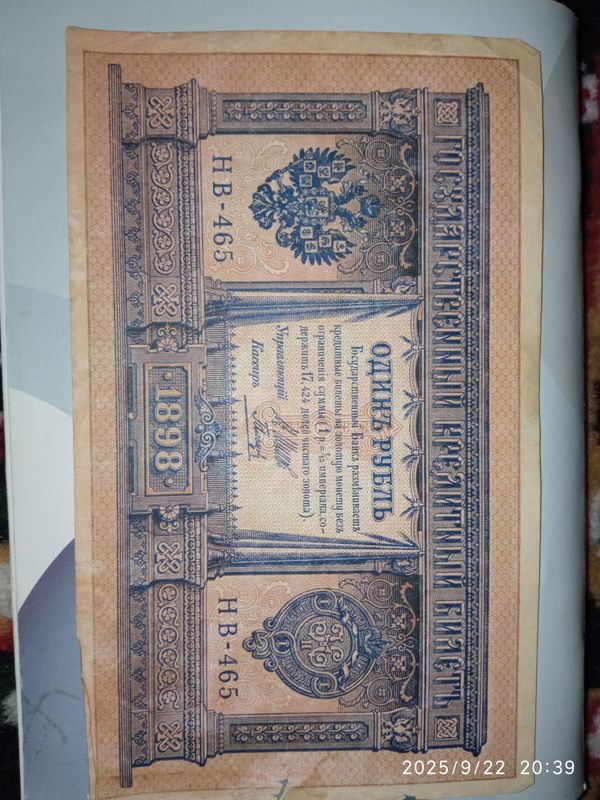 ГОСУДАРСТВЕННЫЙ КРЕДИТНЫЙ БИЛЕТЪ.
ОДИНЪ РУБЛЬ
Государственный Банкъ размѣниваетъ
кредитные билеты на золотую монету безъ
ограниченія суммы (1 р. = 1/15 имперіала, со-
держитъ 17,424 долей чистаго золота).
Управляющій
Кассиръ
НВ-465
НВ-465
1898
2025/9/22 20:39